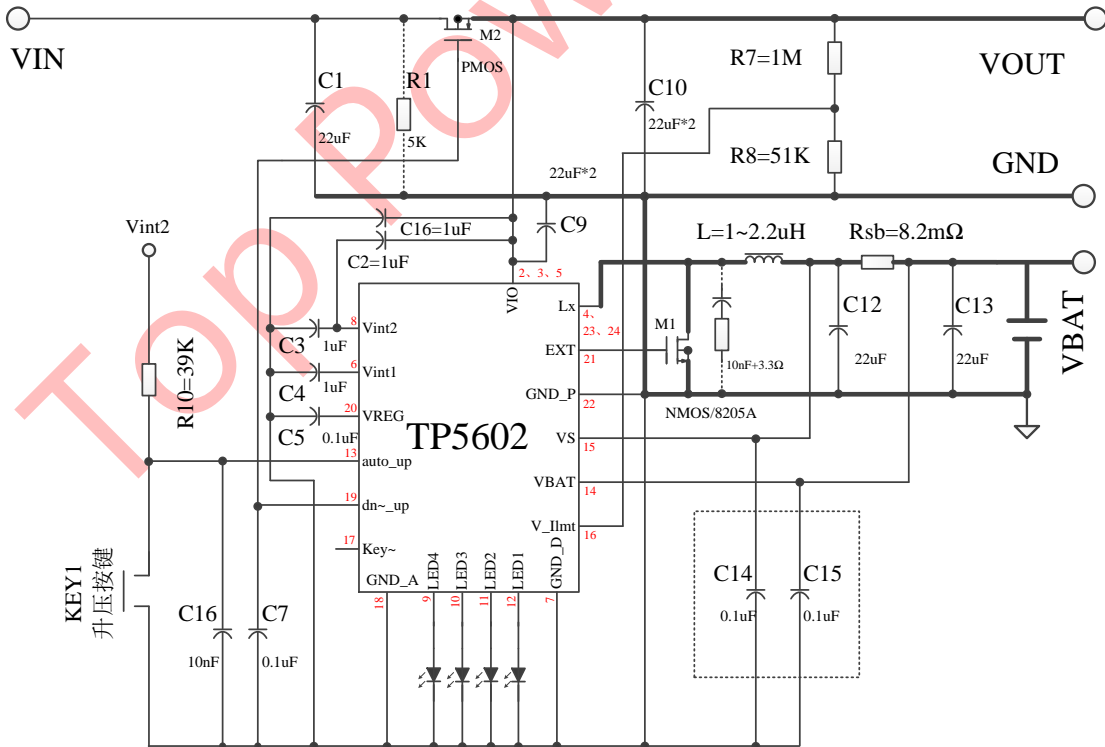 Top Pow
VIN
C1
22uF
R1
5K
M2
PMOS
C10
22uF*2
R7=1M
R8=51K
VOUT
GND
22uF*2
C9
C16=1uF
C2=1uF
Vint2
R10=39K
2、3、5
VIO
L=1~2.2uH
Rsb=8.2mΩ
C12
22uF
C13
22uF
VBAT
Lx
4、
23、24
M1
10nF+3.3Ω
NMOS/8205A
C3
1uF
8
Vint2
C4
1uF
6
Vint1
C5
0.1uF
20
VREG
13
auto_up
19
dn~_up
17
Key~
TP5602
EXT
21
GND_P
22
VS
15
VBAT
14
V_Ilmt
16
GND_A
18
LED4
9
LED3
10
LED2
11
LED1
12
GND_D
7
KEY1
升压按键
C16
10nF
C7
0.1uF
C14
0.1uF
C15
0.1uF